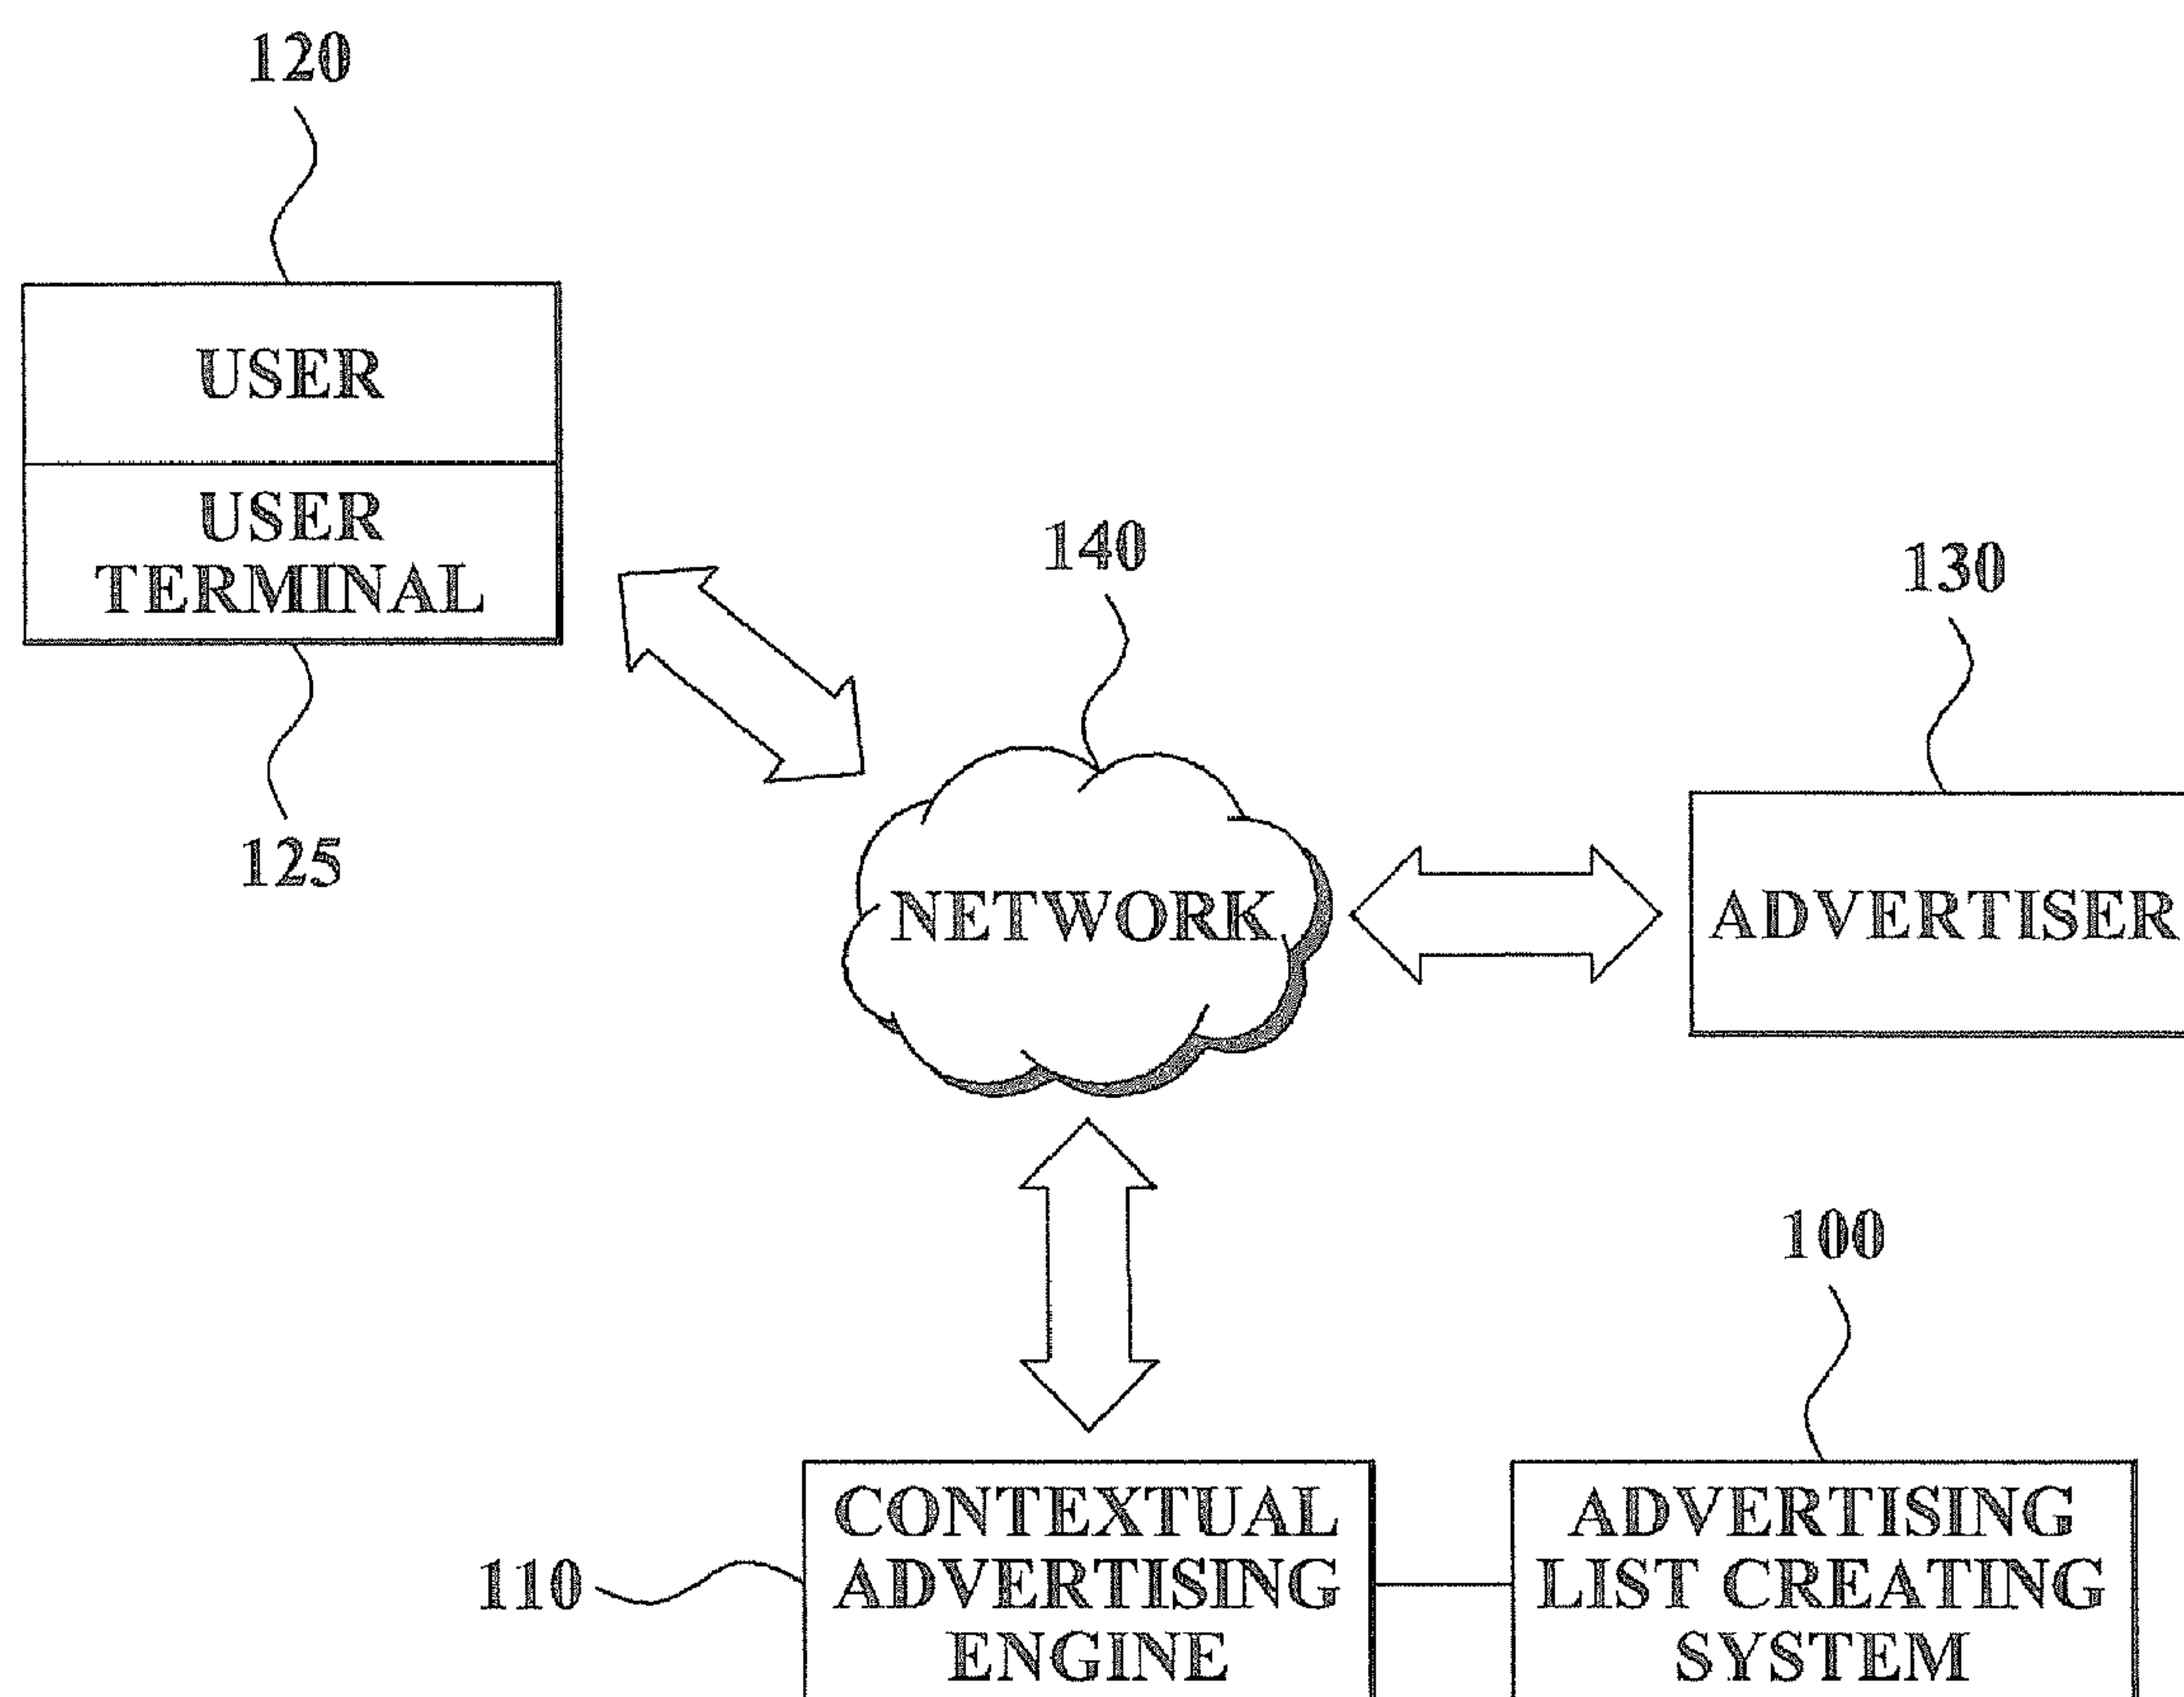 120
USER
USER
TERMINAL
125
140
NETWORK
130
ADVERTISER
100
110
CONTEXTUAL
ADVERTISING
ENGINE
ADVERTISING
LIST CREATING
SYSTEM